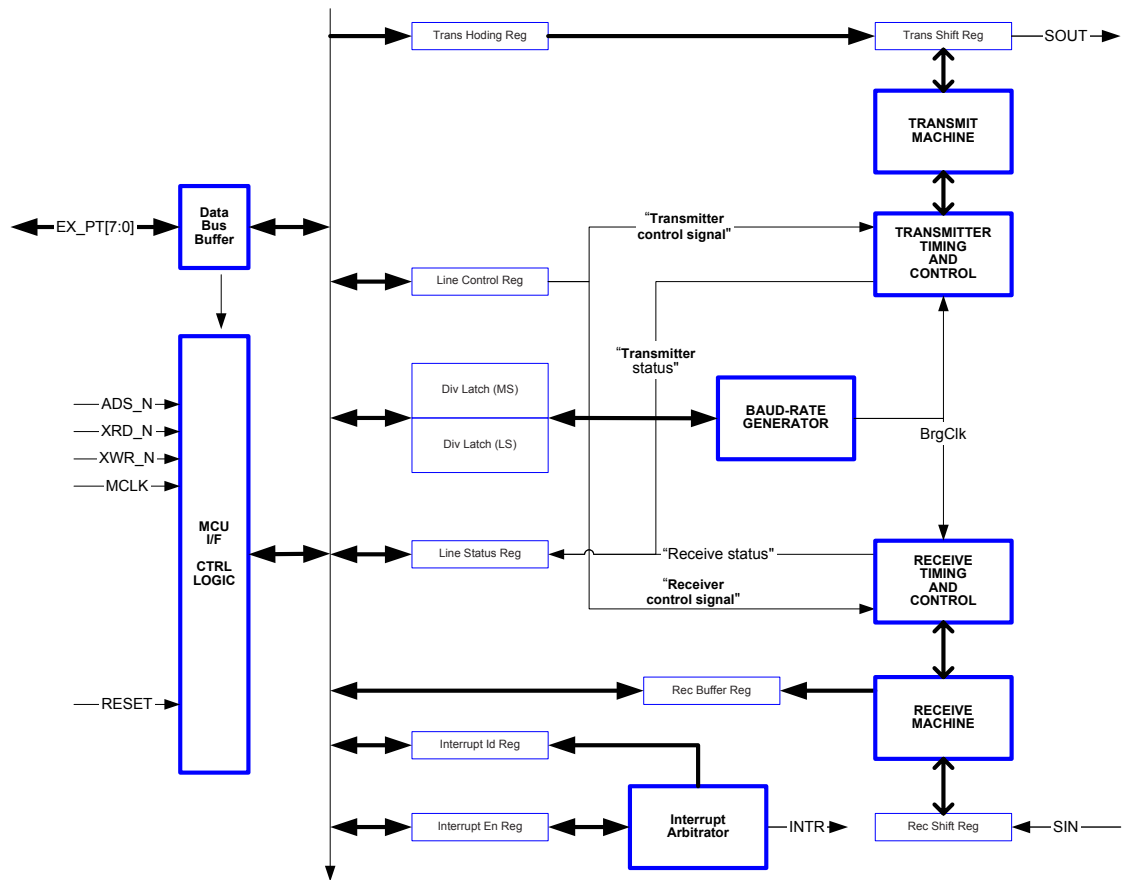 Trans Hoding Reg
Trans Shift Reg
SOUT
TRANSMIT
MACHINE
Data
Bus
Buffer
EX_PT[7:0]
"Transmitter
control signal"
TRANSMITTER
TIMING
AND
CONTROL
Line Control Reg
"Transmitter
status"
Div Latch (MS)
Div Latch (LS)
BAUD-RATE
GENERATOR
BrgClk
ADS_N
XRD_N
XWR_N
MCLK
MCU
I/F
CTRL
LOGIC
RESET
Line Status Reg
"Receive status"
"Receiver
control signal"
RECEIVE
TIMING
AND
CONTROL
Rec Buffer Reg
RECEIVE
MACHINE
Interrupt Id Reg
Interrupt En Reg
Interrupt
Arbitrator
INTR
Rec Shift Reg
SIN